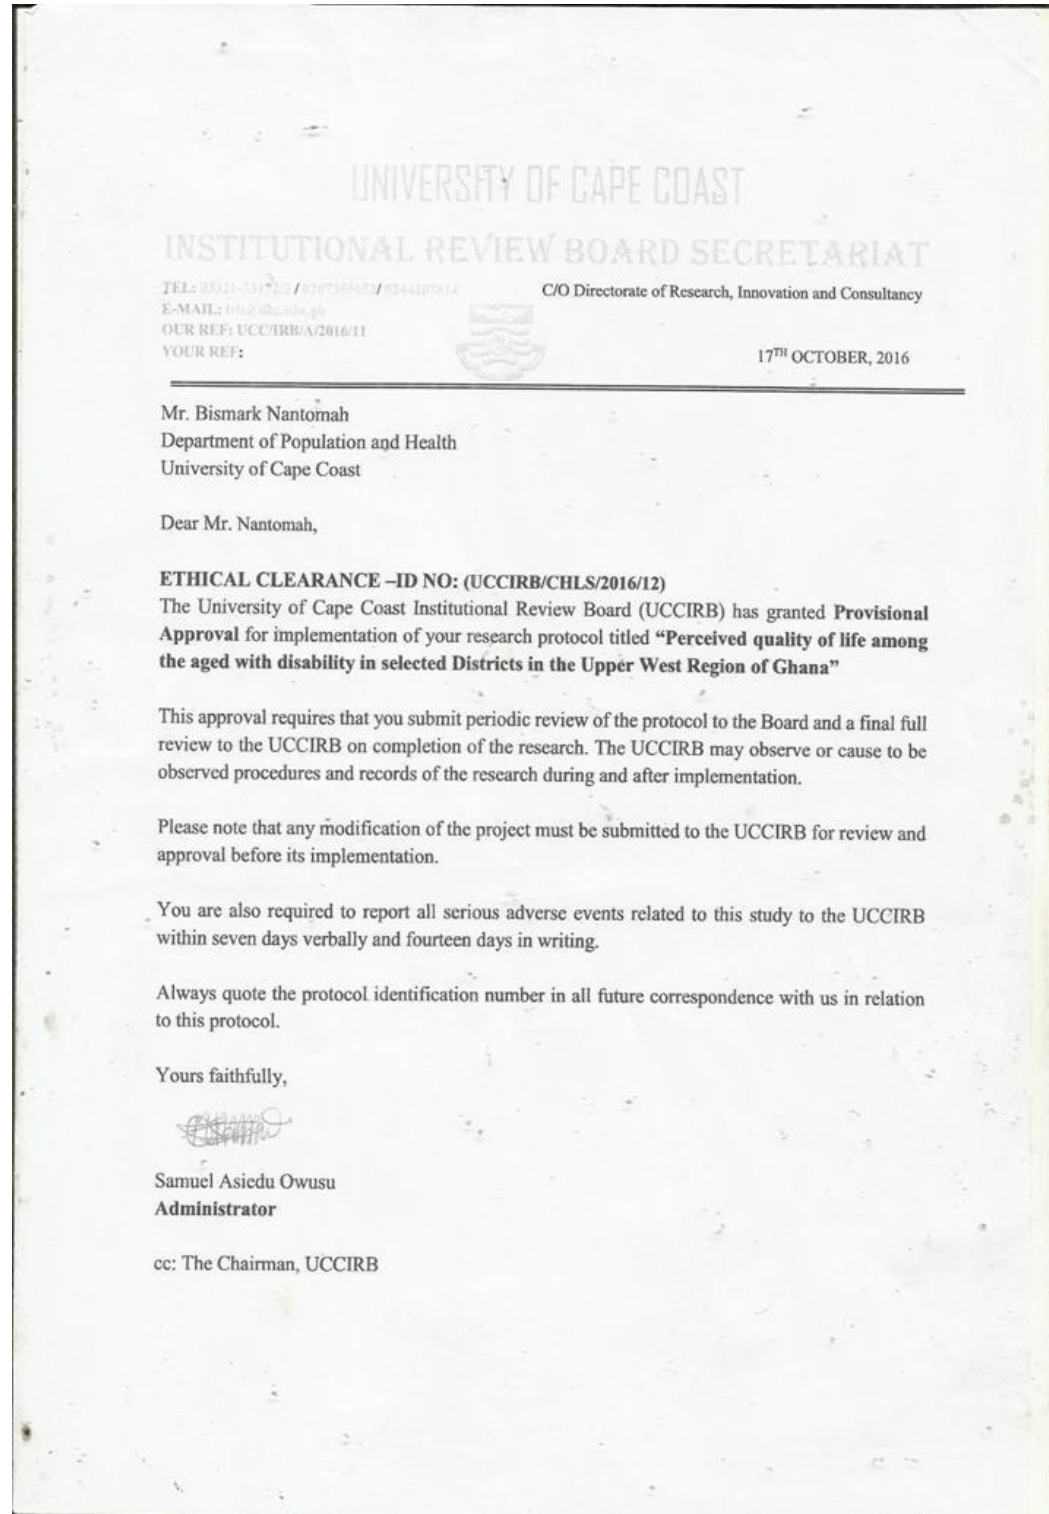 UNIVERSITY OF CAPE COAST
INSTITUTIONAL REVIEW BOARD SECRETARIAT
TEL:
C/O Directorate of Research, Innovation and Consultancy
E-MAIL:
OUR REF: UCC/IRB/A/2016/11
YOUR REF:
17TH OCTOBER, 2016
Mr. Bismark Nantomah
Department of Population and Health
University of Cape Coast
Dear Mr. Nantomah,
ETHICAL CLEARANCE –ID NO: (UCCIRB/CHLS/2016/12)
The University of Cape Coast Institutional Review Board (UCCIRB) has granted Provisional
Approval for implementation of your research protocol titled “Perceived quality of life among
the aged with disability in selected Districts in the Upper West Region of Ghana”
This approval requires that you submit periodic review of the protocol to the Board and a final full
review to the UCCIRB on completion of the research. The UCCIRB may observe or cause to be
observed procedures and records of the research during and after implementation.
Please note that any modification of the project must be submitted to the UCCIRB for review and
approval before its implementation.
You are also required to report all serious adverse events related to this study to the UCCIRB
within seven days verbally and fourteen days in writing.
Always quote the protocol identification number in all future correspondence with us in relation
to this protocol.
Yours faithfully,
Samuel Asiedu Owusu
Administrator
cc: The Chairman, UCCIRB